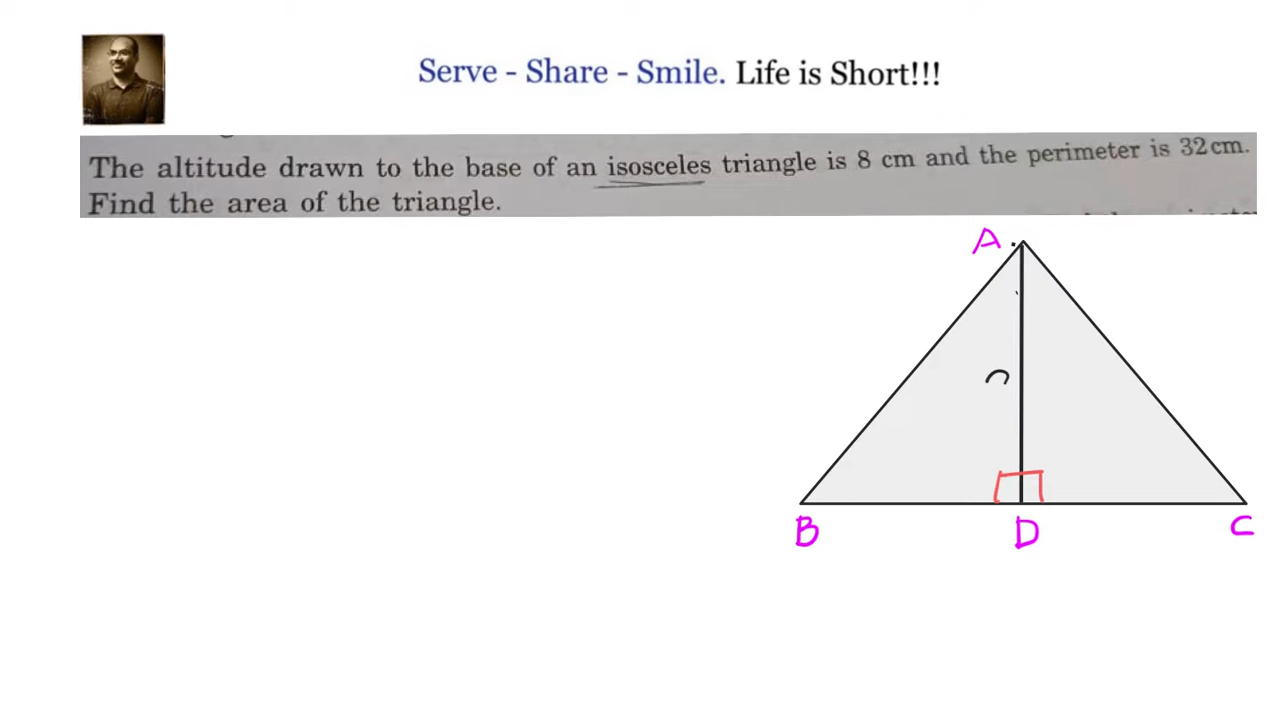 Serve - Share - Smile. Life is Short!!!
The altitude drawn to the base of an isosceles triangle is 8 cm and the perimeter is 32 cm.
Find the area of the triangle.
A
B
D
C